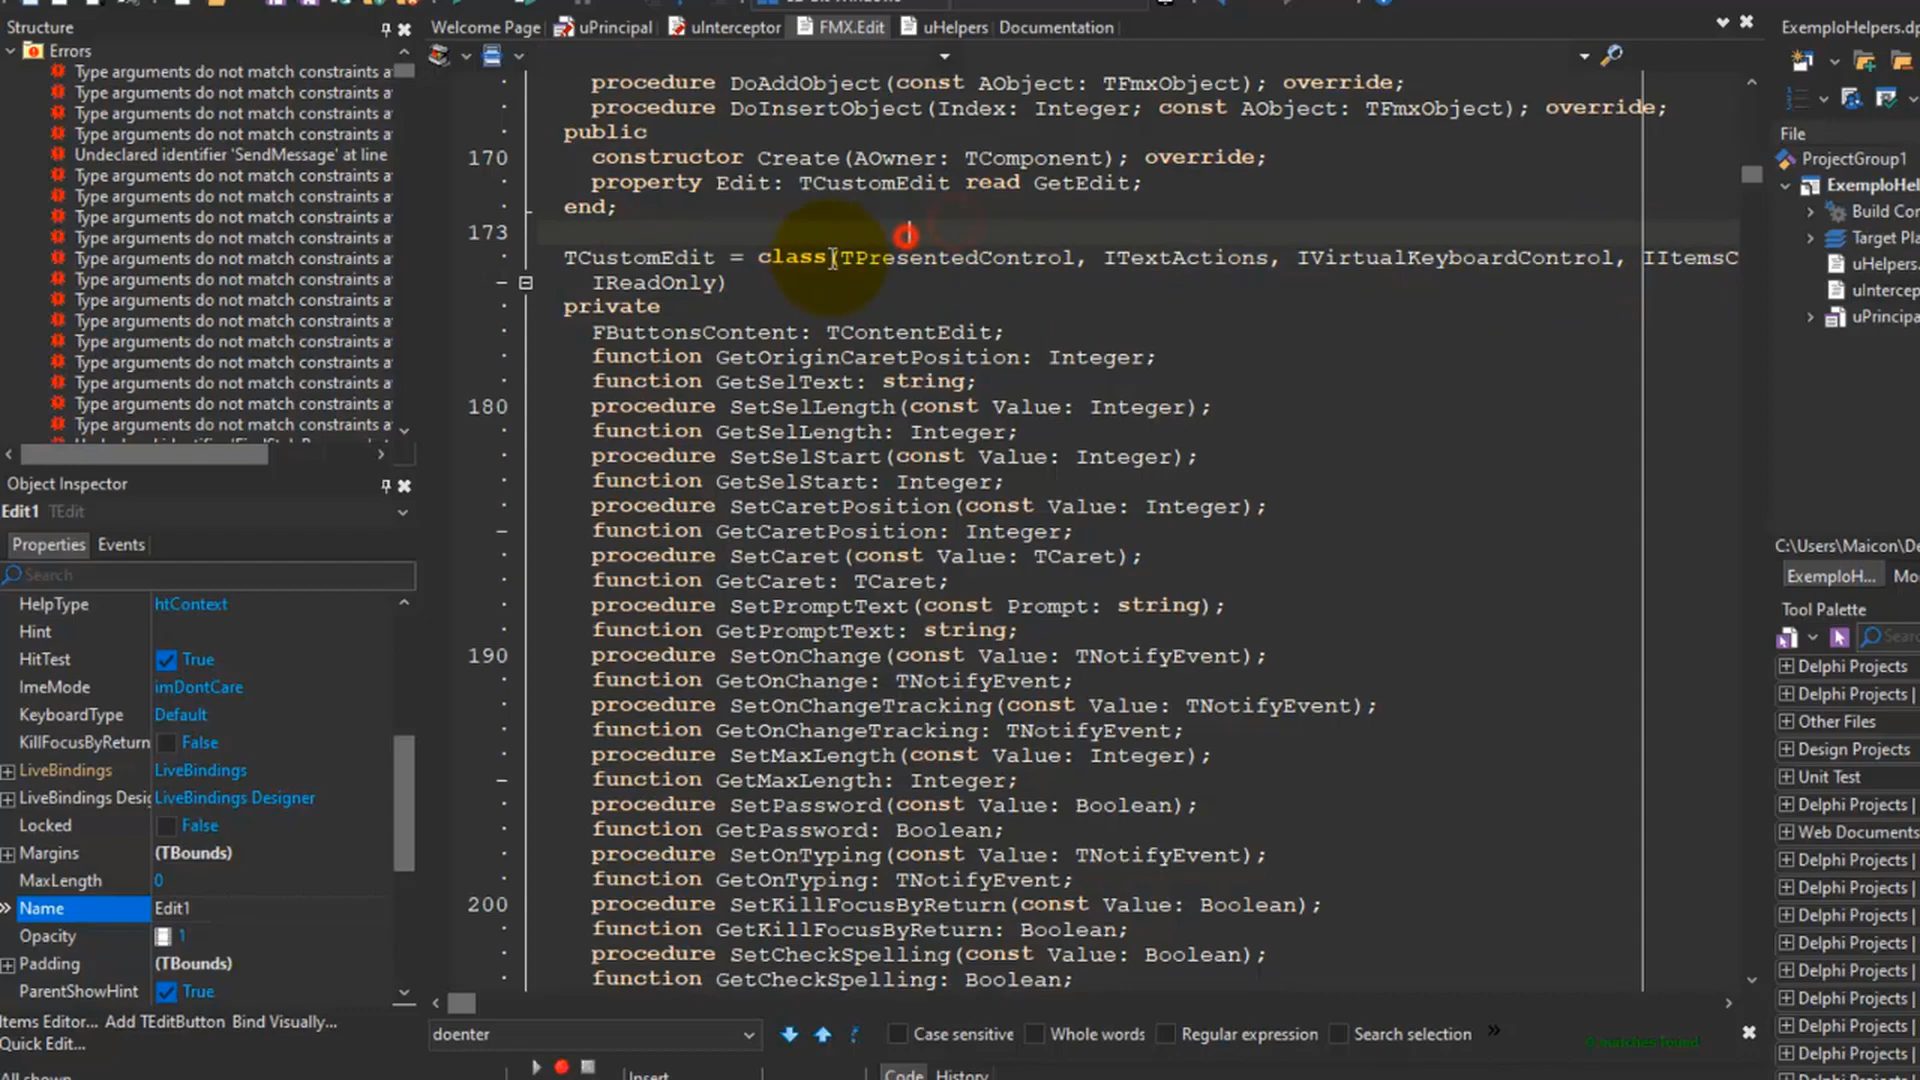 Structure
Errors
Type arguments do not match constraints a
Type arguments do not match constraints a
Type arguments do not match constraints a
Type arguments do not match constraints a
Undeclared identifier 'SendMessage' at line
Type arguments do not match constraints a
Type arguments do not match constraints a
Type arguments do not match constraints a
Type arguments do not match constraints a
Type arguments do not match constraints a
Type arguments do not match constraints a
Type arguments do not match constraints a
Type arguments do not match constraints a
Type arguments do not match constraints a
Type arguments do not match constraints a
Type arguments do not match constraints a
Type arguments do not match constraints a
Type arguments do not match constraints a
Object Inspector
Edit1 TEdit
Properties Events
Search
HelpType htContext
Hint
HitTest True
ImeMode imDontCare
KeyboardType Default
KillFocusByReturn False
LiveBindings LiveBindings
LiveBindings Desig LiveBindings Designer
Locked False
Margins (TBounds)
MaxLength 0
Name Edit1
Opacity 1
Padding (TBounds)
ParentShowHint True
Items Editor... Add TEditButton Bind Visually...
Quick Edit...
All shown
Welcome Page uPrincipal uInterceptor FMX.Edit uHelpers Documentation
procedure DoAddObject(const AObject: TFmxObject); override;
procedure DoInsertObject(Index: Integer; const AObject: TFmxObject); override;
public
170 constructor Create(AOwner: TComponent); override;
property Edit: TCustomEdit read GetEdit;
end;
173
TCustomEdit = class(TPresentedControl, ITextActions, IVirtualKeyboardControl, IItemsC
IReadOnly)
private
FButtonsContent: TContentEdit;
function GetOriginCaretPosition: Integer;
function GetSelText: string;
180 procedure SetSelLength(const Value: Integer);
function GetSelLength: Integer;
procedure SetSelStart(const Value: Integer);
function GetSelStart: Integer;
procedure SetCaretPosition(const Value: Integer);
function GetCaretPosition: Integer;
procedure SetCaret(const Value: TCaret);
function GetCaret: TCaret;
procedure SetPromptText(const Prompt: string);
function GetPromptText: string;
190 procedure SetOnChange(const Value: TNotifyEvent);
function GetOnChange: TNotifyEvent;
procedure SetOnChangeTracking(const Value: TNotifyEvent);
function GetOnChangeTracking: TNotifyEvent;
procedure SetMaxLength(const Value: Integer);
function GetMaxLength: Integer;
procedure SetPassword(const Value: Boolean);
function GetPassword: Boolean;
procedure SetOnTyping(const Value: TNotifyEvent);
function GetOnTyping: TNotifyEvent;
200 procedure SetKillFocusByReturn(const Value: Boolean);
function GetKillFocusByReturn: Boolean;
procedure SetCheckSpelling(const Value: Boolean);
function GetCheckSpelling: Boolean;
doenter Case sensitive Whole words Regular expression Search selection matches found
Insert Code History
ExemploHelpers.dp
File
ProjectGroup1
ExemploHel
Build Con
Target Pla
uHelpers.
uIntercep
uPrincipa
C:\Users\Maicon\De
ExemploH... Mo
Tool Palette
Searc
Delphi Projects
Delphi Projects |
Other Files
Design Projects
Unit Test
Delphi Projects |
Web Documents
Delphi Projects |
Delphi Projects |
Delphi Projects |
Delphi Projects |
Delphi Projects |
Delphi Projects |
Delphi Projects |
Delphi Projects |